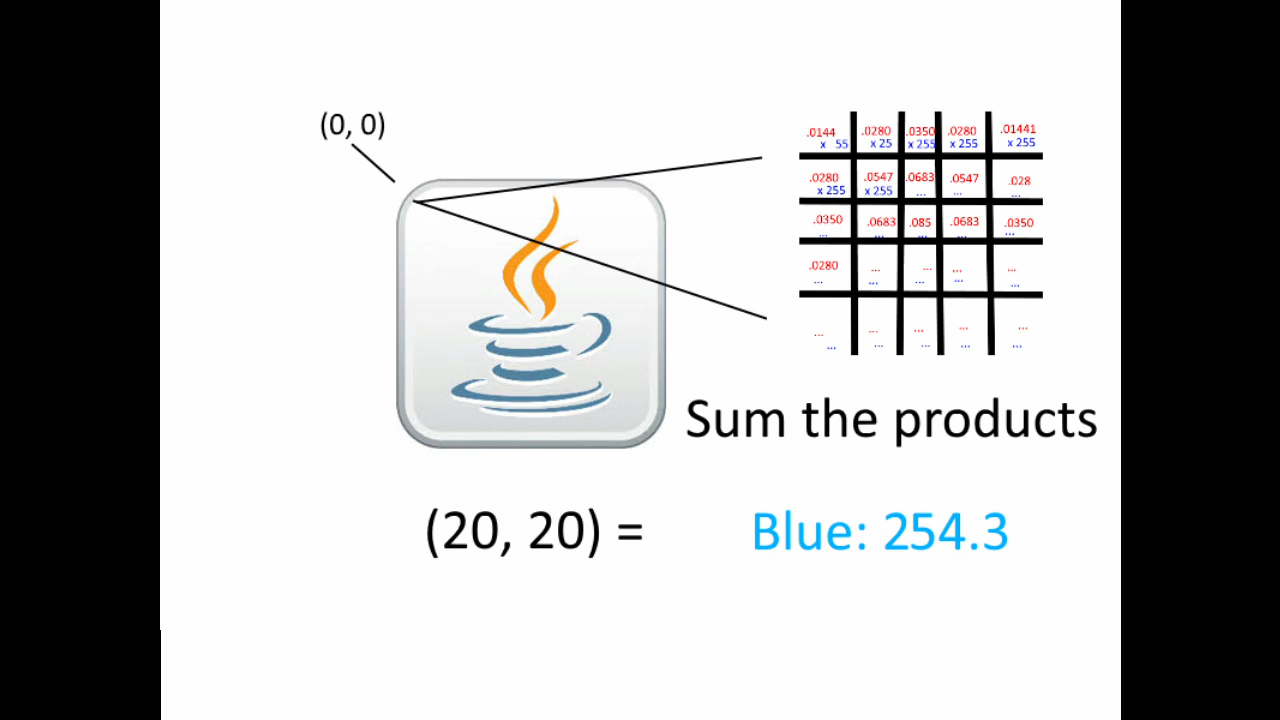 (0, 0)
.0144 .0280 .0350 .0280 .01441
x 55 x 25 x 255 x 255 x 255
.0280 .0547 .0683 .0547 .028
x 255 x 255 ... ... ...
.0350 .0683 .085 .0683 .0350
... ... ... ... ...
.0280 ... ... ... ...
... ... ... ... ...
... ... ... ... ...
... ... ... ... ...
Sum the products
(20, 20) = Blue: 254.3